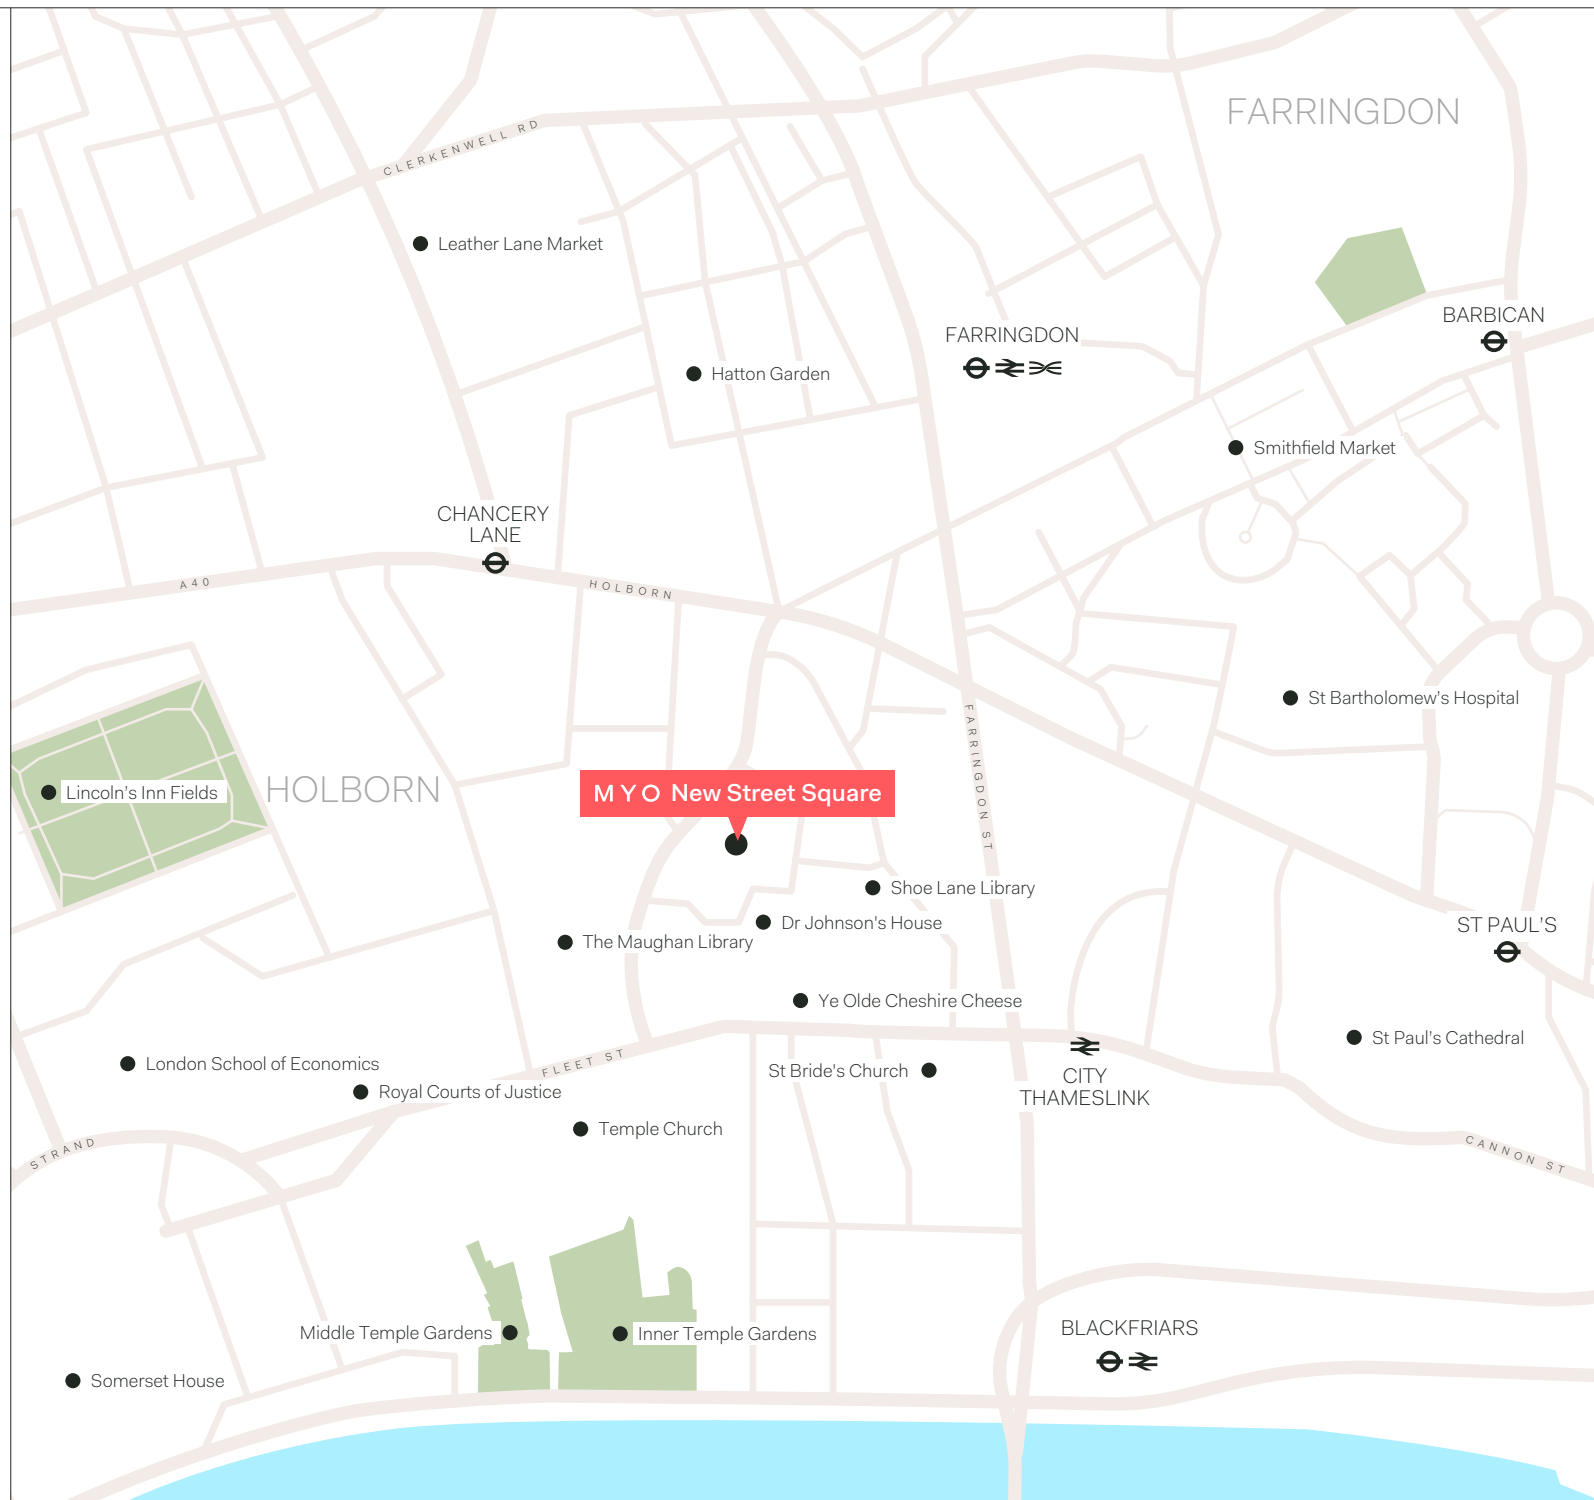 FARRINGDON
CLERKENWELL RD
Leather Lane Market
BARBICAN
FARRINGDON
Hatton Garden
Smithfield Market
CHANCERY
LANE
A40
HOLBORN
St Bartholomew's Hospital
FARRINGDON ST
HOLBORN
Lincoln's Inn Fields
MYO New Street Square
Shoe Lane Library
Dr Johnson's House
The Maughan Library
ST PAUL'S
Ye Olde Cheshire Cheese
St Paul's Cathedral
London School of Economics
FLEET ST
St Bride's Church
CITY
THAMESLINK
Royal Courts of Justice
Temple Church
STRAND
CANNON ST
Middle Temple Gardens
Inner Temple Gardens
BLACKFRIARS
Somerset House